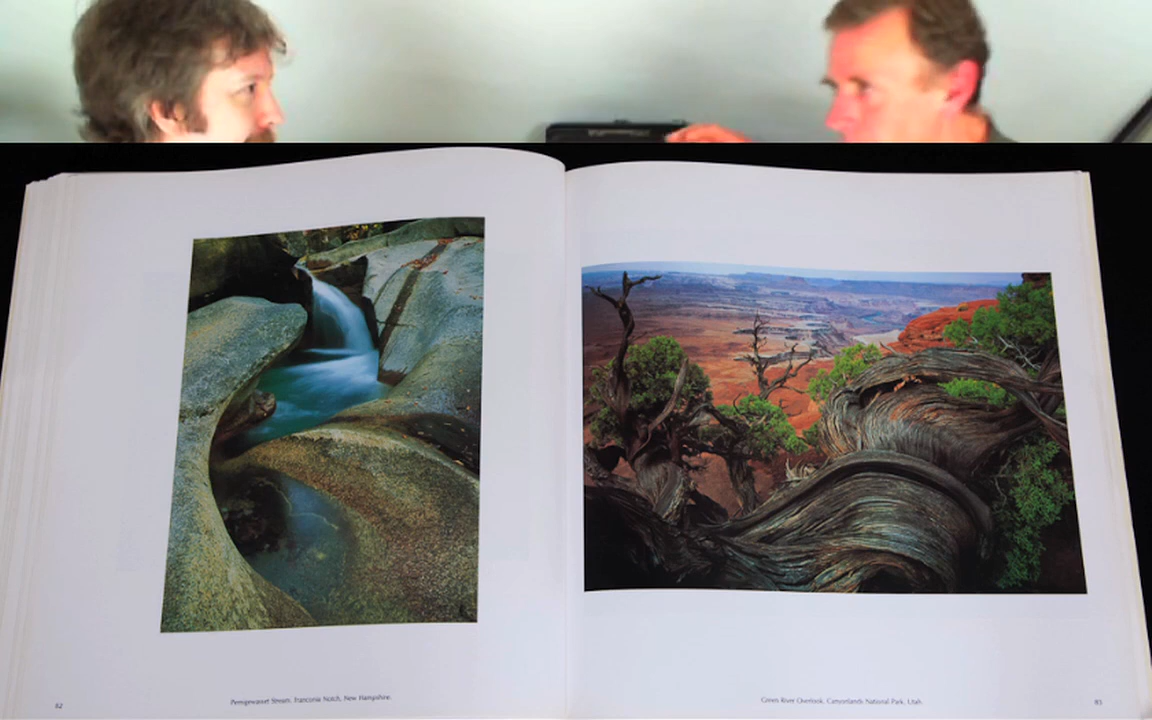 Pemigewasset Stream, Franconia Notch, New Hampshire.
82
Green River Overlook, Canyonlands National Park, Utah.
83